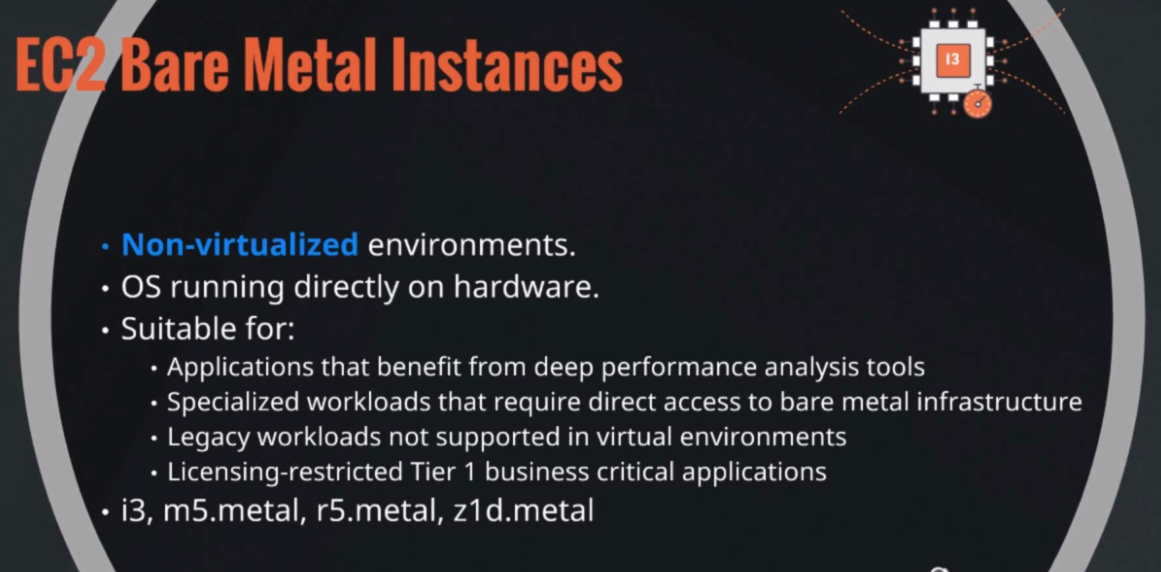 EC2 Bare Metal Instances
I3
• Non-virtualized environments.
• OS running directly on hardware.
• Suitable for:
• Applications that benefit from deep performance analysis tools
• Specialized workloads that require direct access to bare metal infrastructure
• Legacy workloads not supported in virtual environments
• Licensing-restricted Tier 1 business critical applications
• i3, m5.metal, r5.metal, z1d.metal